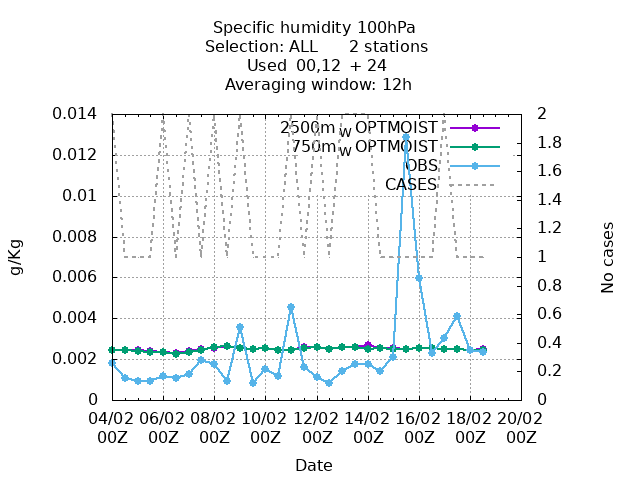 Specific humidity 100hPa
Selection: ALL 2 stations
Used 00,12 + 24
Averaging window: 12h
2500m w OPTMOIST
750m w OPTMOIST
OBS
CASES
0.014
0.012
0.01
0.008
0.006
0.004
0.002
0
g/Kg
2
1.8
1.6
1.4
1.2
1
0.8
0.6
0.4
0.2
0
No cases
04/02 06/02 08/02 10/02 12/02 14/02 16/02 18/02 20/02
00Z 00Z 00Z 00Z 00Z 00Z 00Z 00Z 00Z
Date